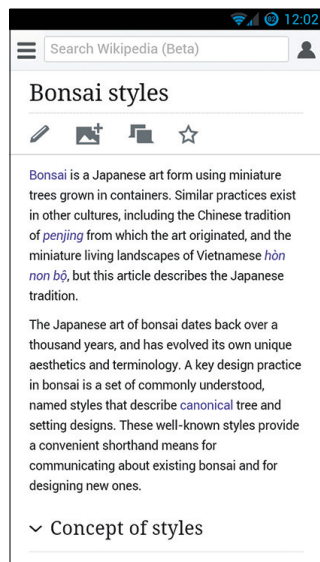 12:02
Search Wikipedia (Beta)
Bonsai styles
Bonsai is a Japanese art form using miniature
trees grown in containers. Similar practices exist
in other cultures, including the Chinese tradition
of penjing from which the art originated, and the
miniature living landscapes of Vietnamese hòn
non bộ, but this article describes the Japanese
tradition.
The Japanese art of bonsai dates back over a
thousand years, and has evolved its own unique
aesthetics and terminology. A key design practice
in bonsai is a set of commonly understood,
named styles that describe canonical tree and
setting designs. These well-known styles provide
a convenient shorthand means for
communicating about existing bonsai and for
designing new ones.
Concept of styles